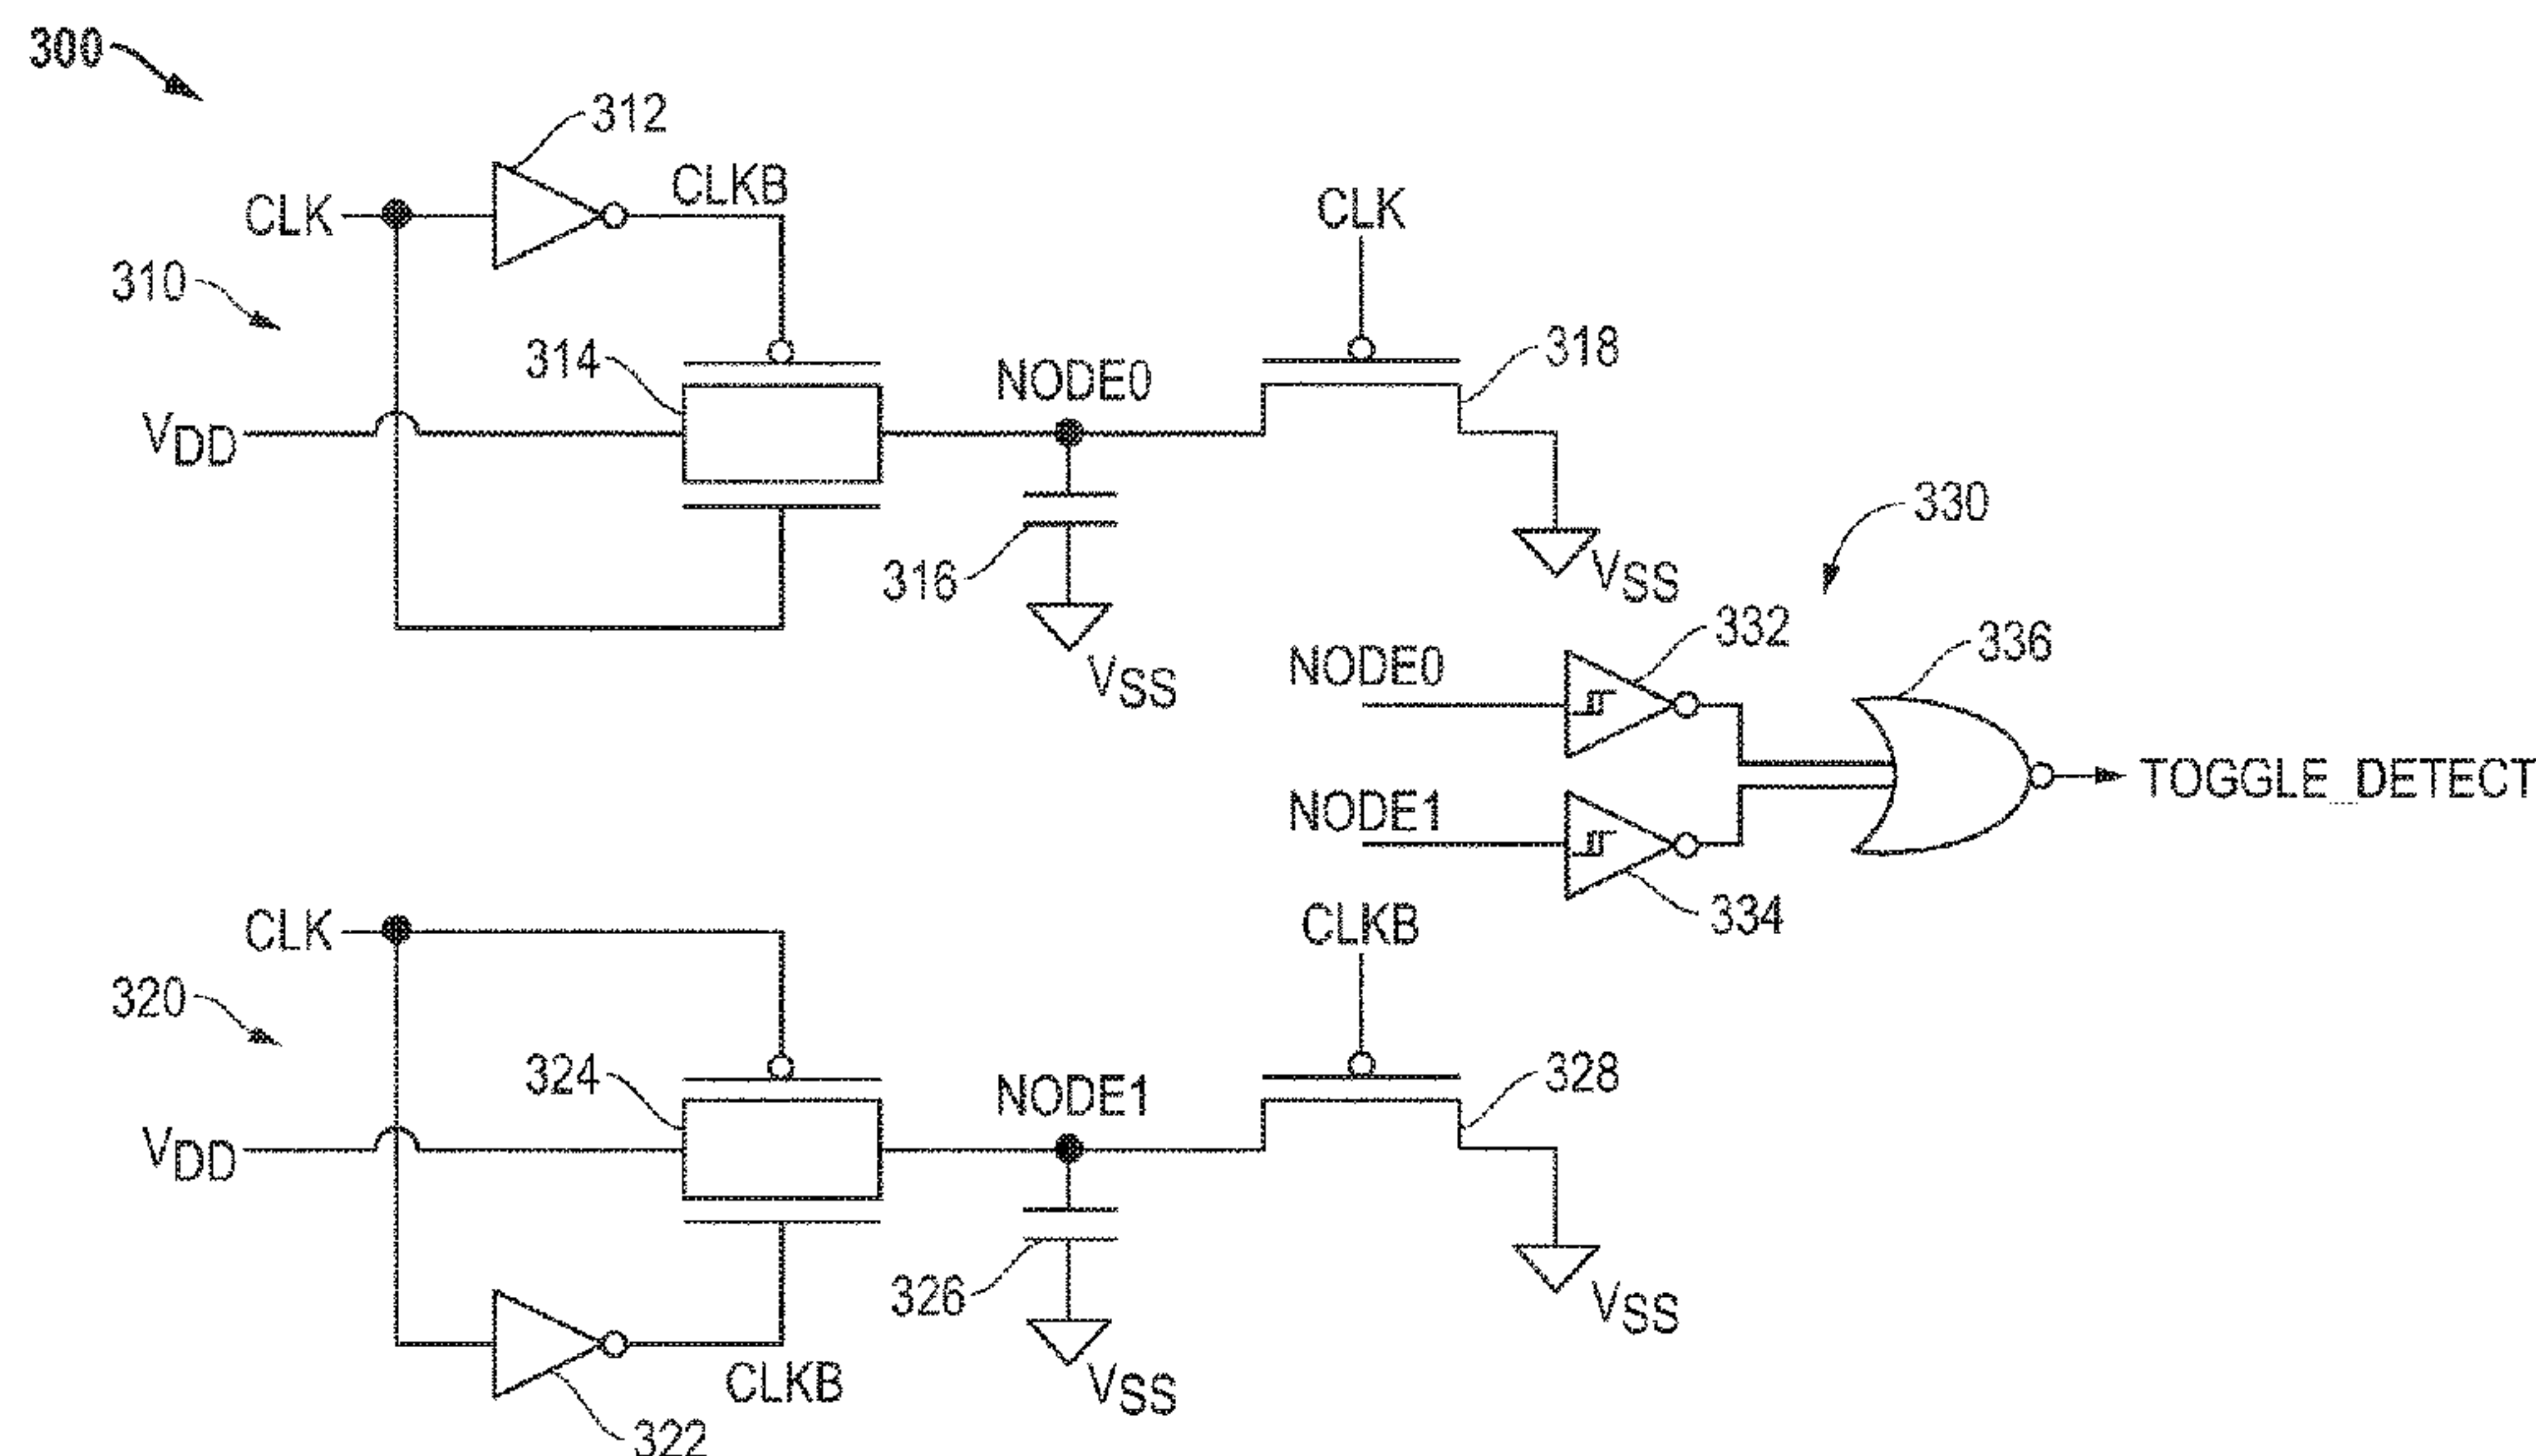 300
312
CLK
CLKB
CLK
310
314
NODE0
318
VDD
316
VSS
VSS
330
332
NODE0
336
TOGGLE_DETECT
NODE1
334
CLK
CLKB
320
324
NODE1
328
VDD
326
VSS
VSS
CLKB
322